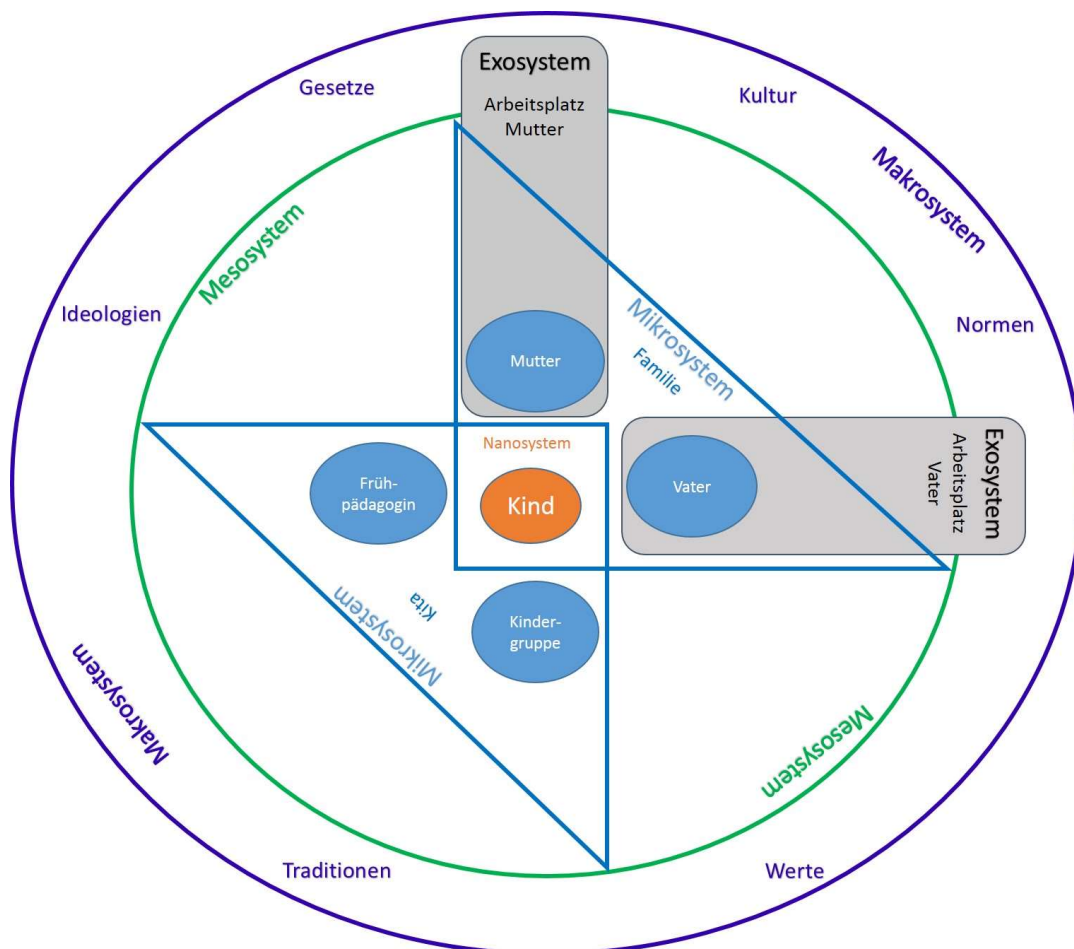 Exosystem
Arbeitsplatz
Mutter
Gesetze
Kultur
Makrosystem
Mesosystem
Ideologien
Normen
Mikrosystem
Familie
Mutter
Nanosystem
Kind
Früh-
pädagogin
Vater
Exosystem
Arbeitsplatz
Vater
Kita
Mikrosystem
Kinder-
gruppe
Makrosystem
Mesosystem
Traditionen
Werte